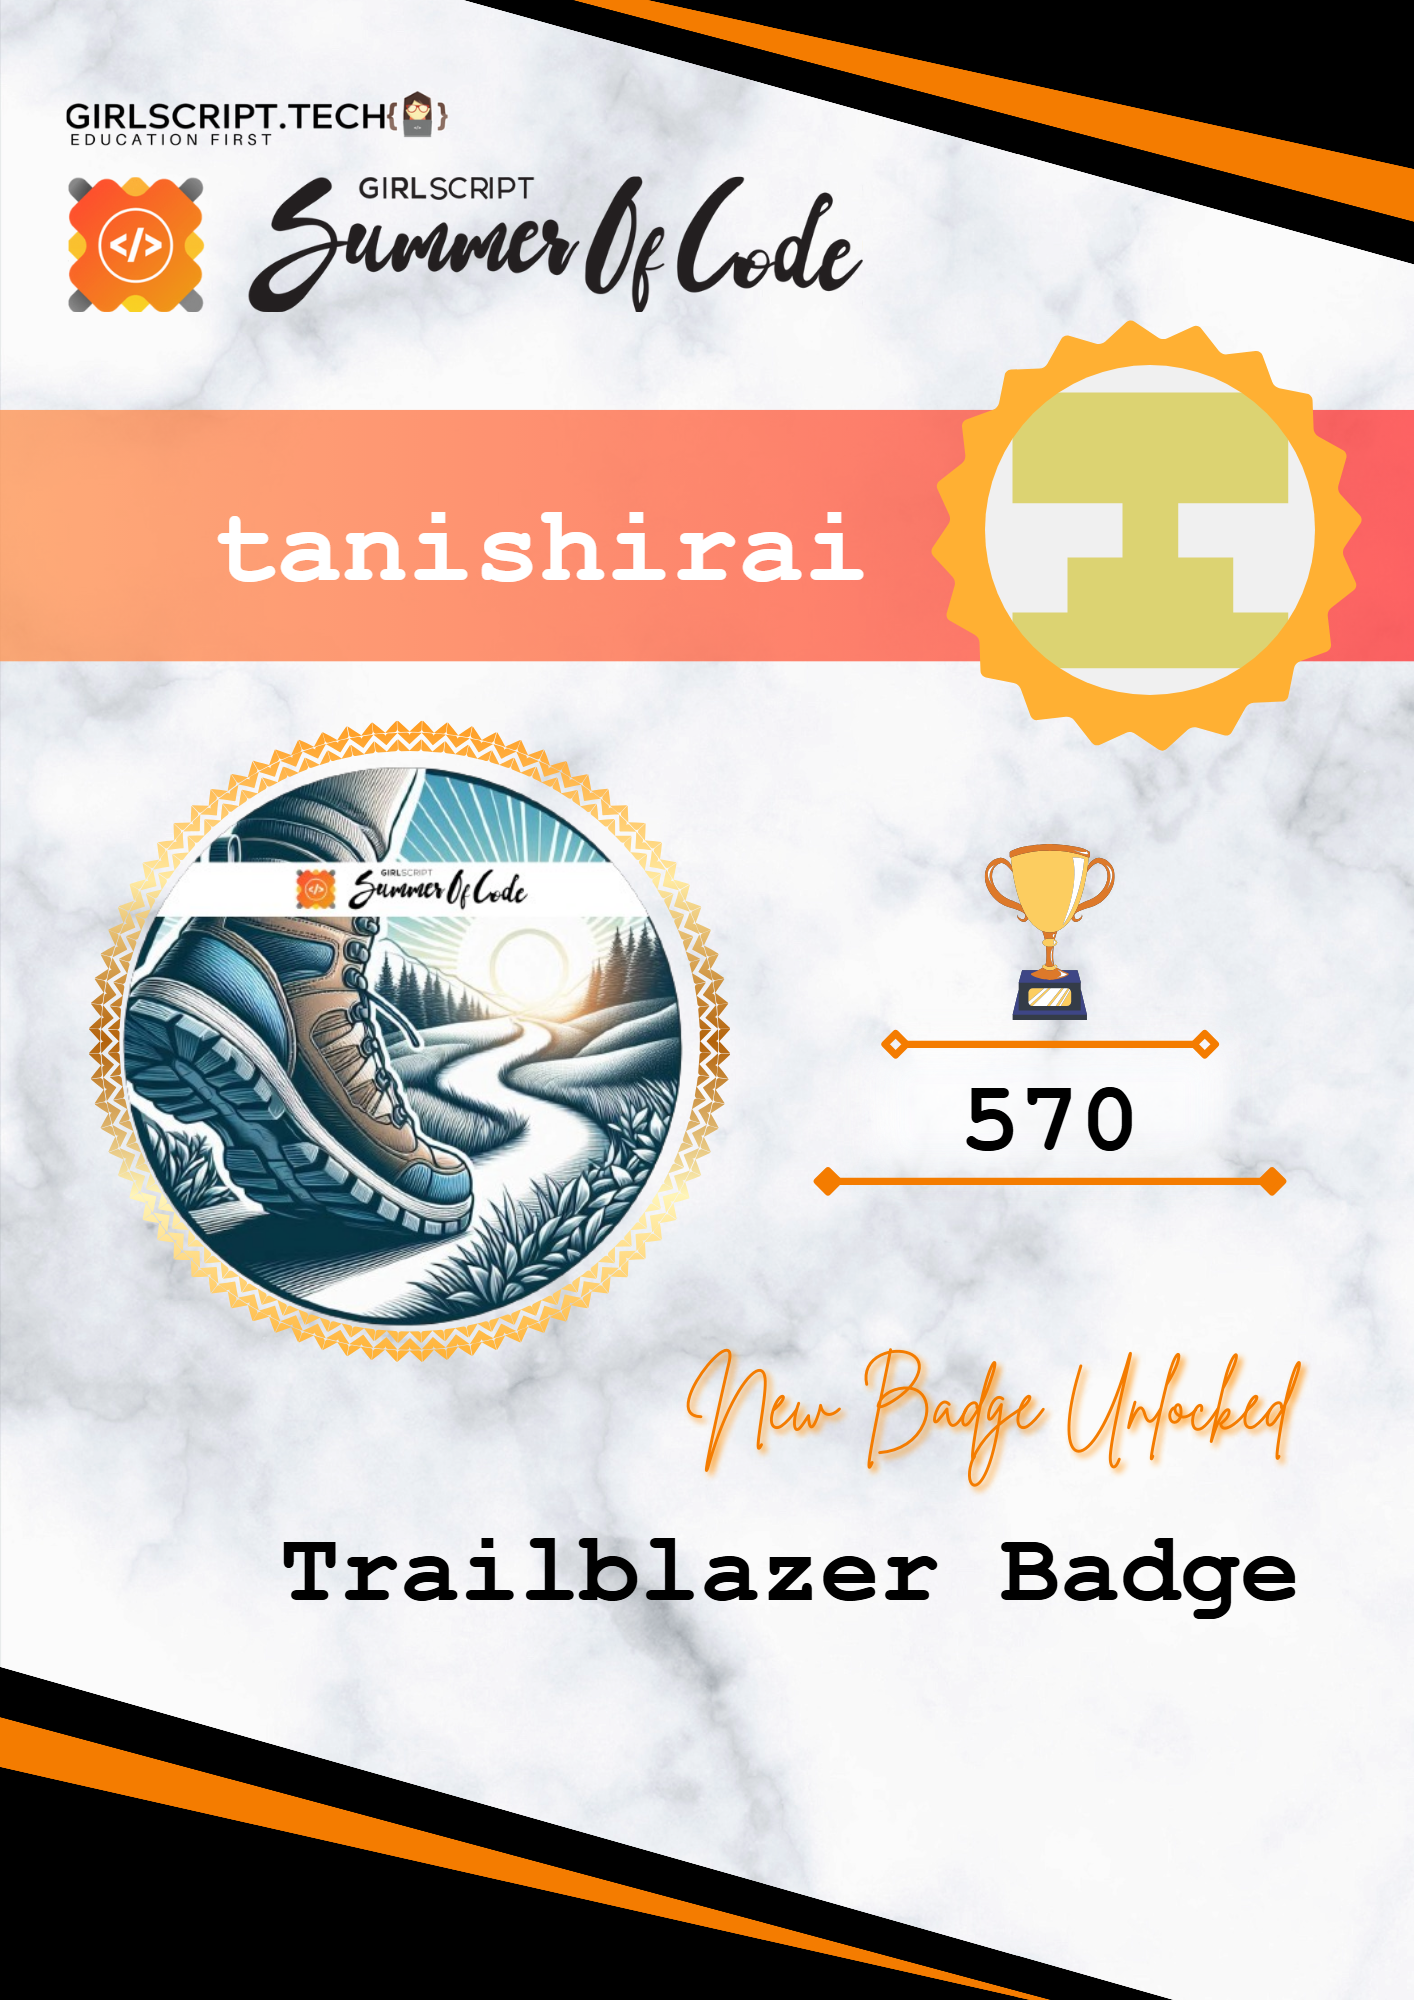 GIRLSCRIPT.TECH{ }
EDUCATION FIRST
GIRLSCRIPT
Summer Of Code
</>
tanishirai
GIRLSCRIPT
</> Summer Of Code
570
New Badge Unlocked
Trailblazer Badge